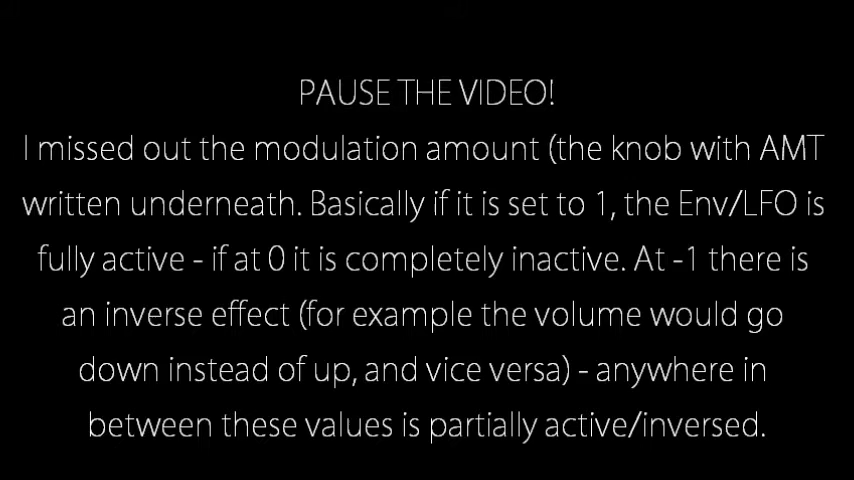 PAUSE THE VIDEO!
I missed out the modulation amount (the knob with AMT
written underneath. Basically if it is set to 1, the Env/LFO is
fully active - if at 0 it is completely inactive. At -1 there is
an inverse effect (for example the volume would go
down instead of up, and vice versa) - anywhere in
between these values is partially active/inversed.